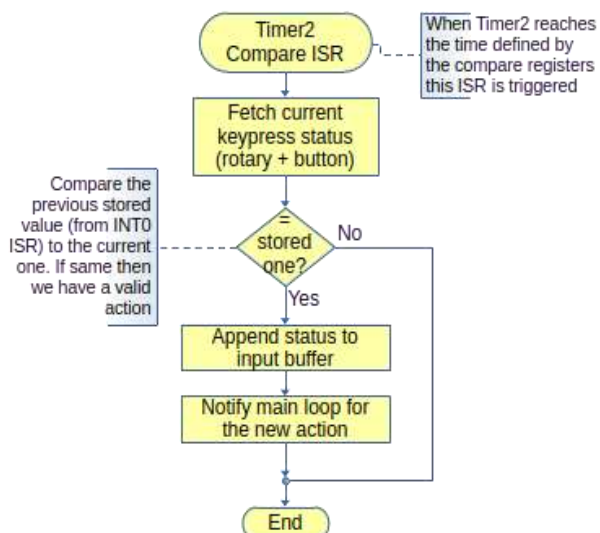 Timer2
Compare ISR
When Timer2 reaches
the time defined by
the compare registers
this ISR is triggered
Fetch current
keypress status
(rotary + button)
Compare the
previous stored
value (from INT0
ISR) to the current
one. If same then
we have a valid
action
=
stored
one?
No
Yes
Append status to
input buffer
Notify main loop for
the new action
End